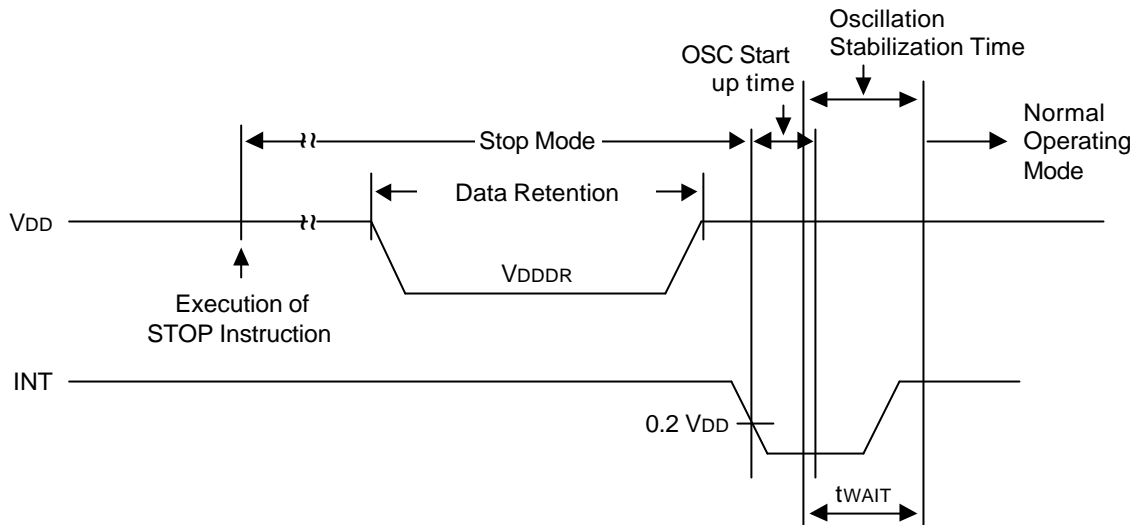 Oscillation
Stabilization Time
OSC Start
up time
Stop Mode
Normal
Operating
Mode
Data Retention
VDD
VDDDR
Execution of
STOP Instruction
INT
0.2 VDD
tWAIT